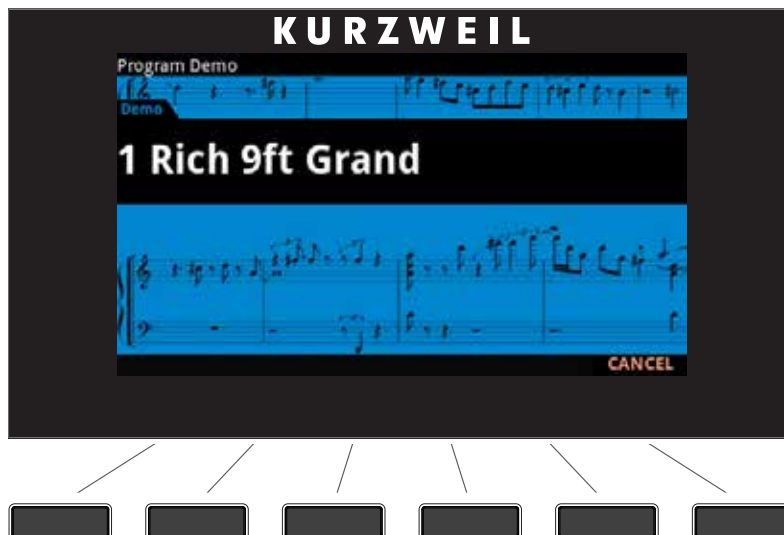 KURZWEIL
Program Demo
Demo
1 Rich 9ft Grand
CANCEL